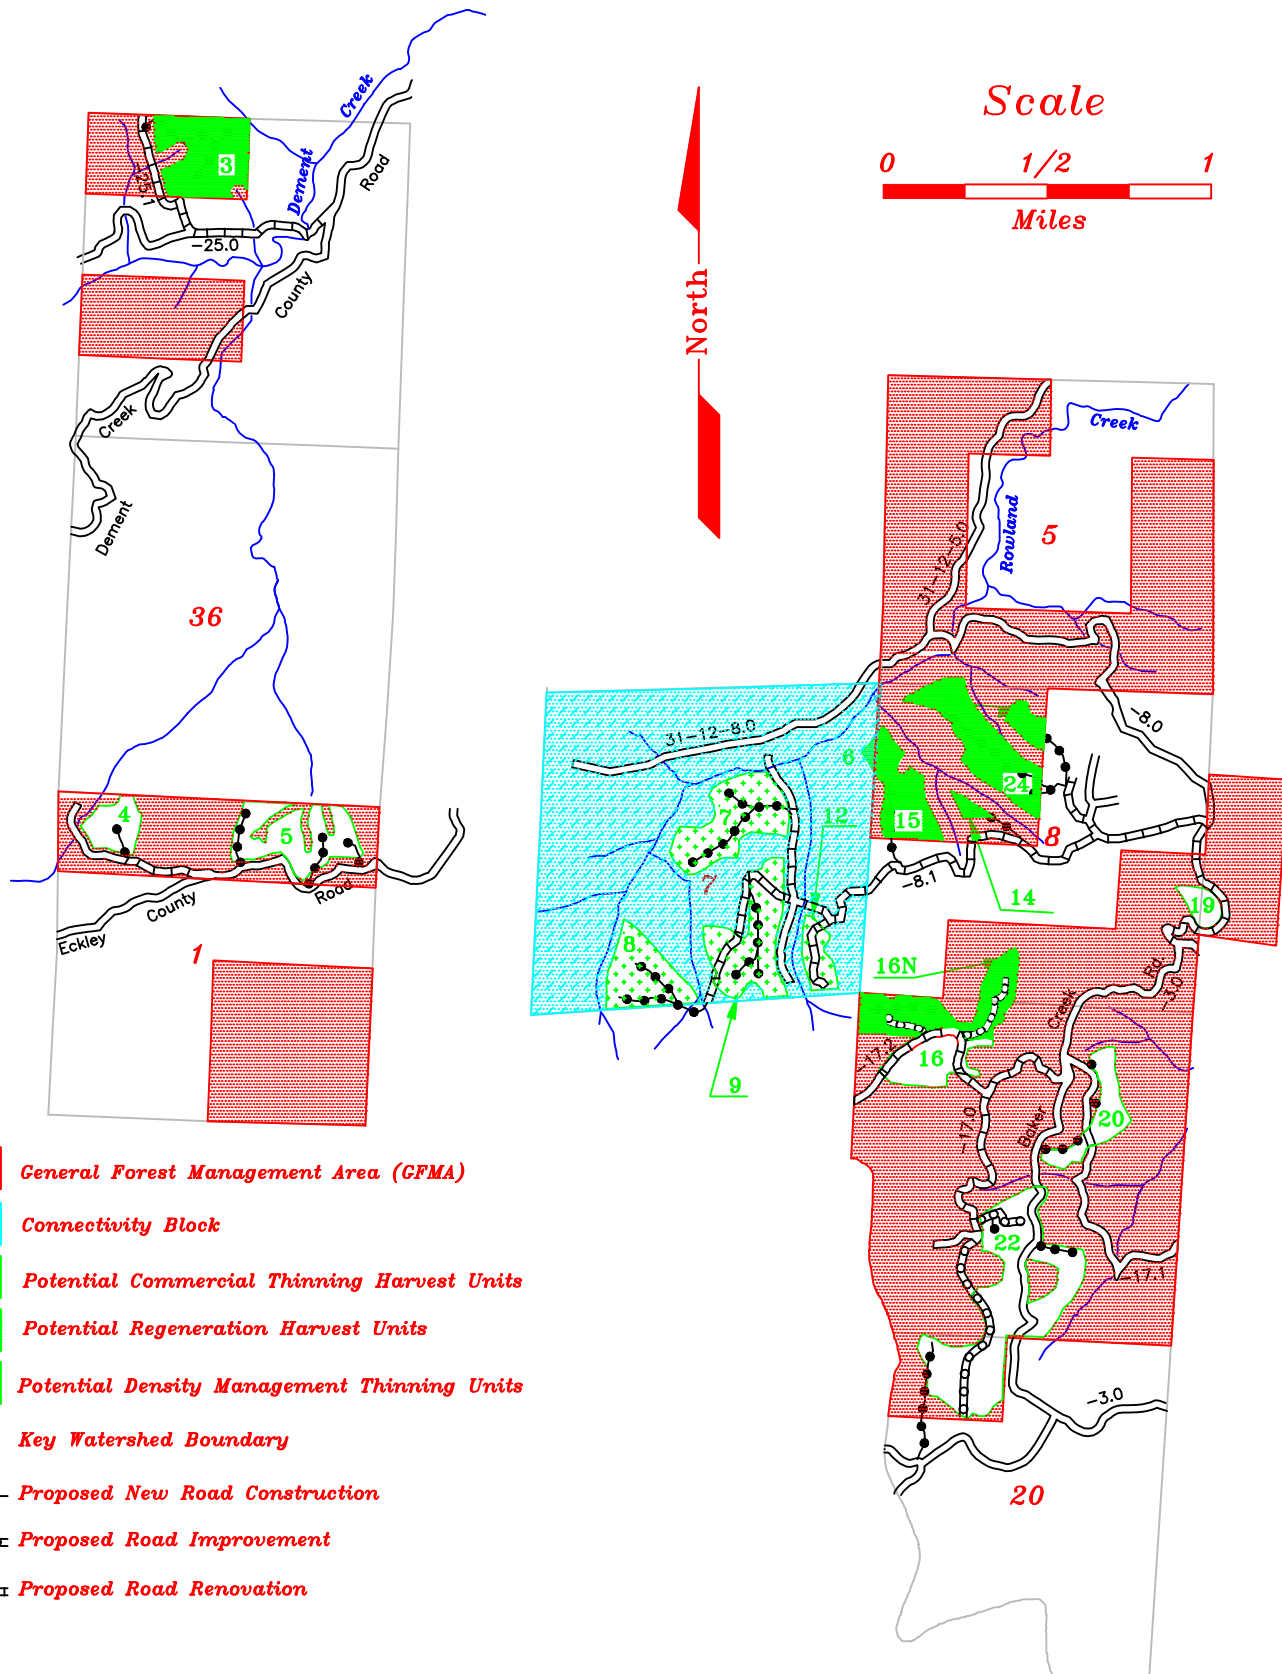 Scale
0 1/2 1
Miles
North
Creek
Dement
Road
3
-25.1
-25.0
County
Creek
Dement
36
4
5
County
Road
Eckley
1
Creek
Rowland
5
31-12-5.0
-8.0
31-12-8.0
6
24
15
8
7
12
7
-8.1
14
19
8
16N
Rd
-3.0
Creek
9
-17.2
16
-17.0
Baker
20
22
-17.1
-3.0
20
General Forest Management Area (GFMA)
Connectivity Block
Potential Commercial Thinning Harvest Units
Potential Regeneration Harvest Units
Potential Density Management Thinning Units
Key Watershed Boundary
Proposed New Road Construction
Proposed Road Improvement
Proposed Road Renovation